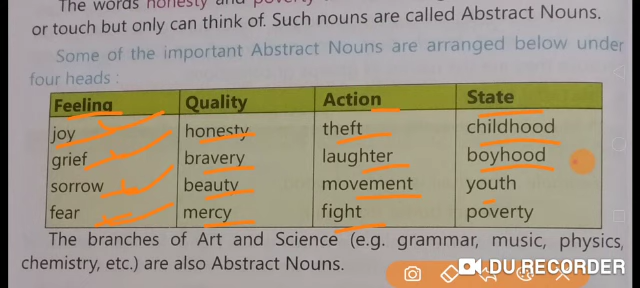 The words honesty and poverty
or touch but only can think of. Such nouns are called Abstract Nouns.
Some of the important Abstract Nouns are arranged below under
four heads :
Feeling Quality Action State
joy honesty theft childhood
grief bravery laughter boyhood
sorrow beauty movement youth
fear mercy fight poverty
The branches of Art and Science (e.g. grammar, music, physics,
chemistry, etc.) are also Abstract Nouns.
DU RECORDER